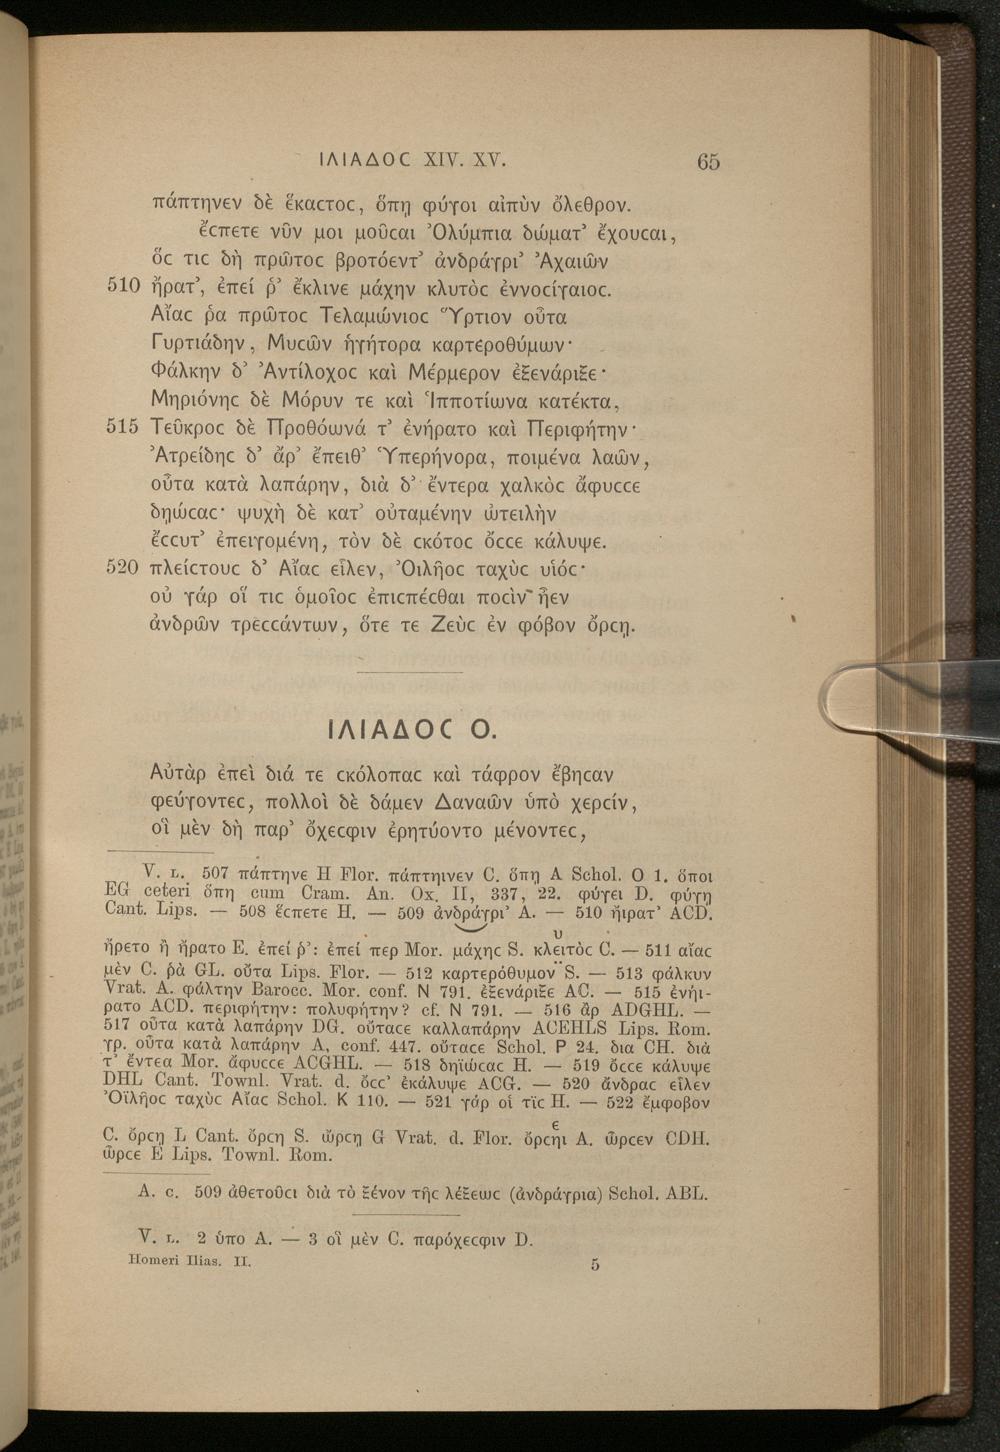 ΙΛΙΑΔΟϹ XIV. XV. 65
πάπτηνεν δὲ ἕκαϲτοϲ, ὅπη φύγοι αἰπὺν ὄλεθρον.
ἔϲπετε νῦν μοι μοῦϲαι Ὀλύμπια δώματ’ ἔχουϲαι,
ὅϲ τιϲ δὴ πρῶτοϲ βροτόεντ’ ἀνδράγρι’ Ἀχαιῶν
510 ἤρατ’, ἐπεί ῥ’ ἔκλινε μάχην κλυτὸϲ ἐννοϲίγαιοϲ.
Αἴαϲ ῥα πρῶτοϲ Τελαμώνιοϲ Ὕρτιον οὖτα
Γυρτιάδην, Μυϲῶν ἡγήτορα καρτεροθύμων·
Φάλκην δ’ Ἀντίλοχοϲ καὶ Μέρμερον ἐξενάριξε·
Μηριόνηϲ δὲ Μόρυν τε καὶ Ἱπποτίωνα κατέκτα,
515 Τεῦκροϲ δὲ Προθόωνά τ’ ἐνήρατο καὶ Περιφήτην·
Ἀτρείδηϲ δ’ ἄρ’ ἔπειθ’ Ὑπερήνορα, ποιμένα λαῶν,
οὖτα κατὰ λαπάρην, διὰ δ’ ἔντερα χαλκὸϲ ἄφυϲϲε
δῃώϲαϲ· ψυχὴ δὲ κατ’ οὐταμένην ὠτειλὴν
ἔϲϲυτ’ ἐπειγομένη, τὸν δὲ ϲκότοϲ ὄϲϲε κάλυψε.
520 πλείϲτουϲ δ’ Αἴαϲ εἷλεν, Ὀιλῆοϲ ταχὺϲ υἱόϲ·
οὐ γάρ οἵ τιϲ ὁμοῖοϲ ἐπιϲπέϲθαι ποϲὶν ἦεν
ἀνδρῶν τρεϲϲάντων, ὅτε τε Ζεὺϲ ἐν φόβον ὄρϲῃ.
ΙΛΙΑΔΟϹ Ο.
Αὐτὰρ ἐπεὶ διά τε ϲκόλοπαϲ καὶ τάφρον ἔβηϲαν
φεύγοντεϲ, πολλοὶ δὲ δάμεν Δαναῶν ὑπὸ χερϲίν,
οἳ μὲν δὴ παρ’ ὄχεϲφιν ἐρητύοντο μένοντεϲ,
V. L. 507 πάπτηνε H Flor. πάπτηινεν C. ὅπη A Schol. O 1. ὅποι
EG ceteri ὅπη cum Cram. An. Ox. II, 337, 22. φύγει D. φύγη
Cant. Lips. — 508 ἔϲπετε H. — 509 ἀνδράγρι’ A. — 510 ἤιρατ’ ACD.
ἤρετο ἢ ἤρατο E. ἐπεί ῥ’: ἐπεί περ Mor. μάχηϲ S. κλειτὸϲ C. — 511 αἴαϲ
μὲν C. ῥὰ GL. οὔτα Lips. Flor. — 512 καρτερόθυμον S. — 513 φάλκυν
Vrat. A. φάλτην Barocc. Mor. conf. N 791. ἐξενάριξε AC. — 515 ἐνήι-
ρατο ACD. περιφήτην: πολυφήτην? cf. N 791. — 516 ἂρ ADGHL. —
517 οὖτα κατὰ λαπάρην DG. οὔταϲε καλλαπάρην ACEHLS Lips. Rom.
γρ. οὖτα κατὰ λαπάρην A, conf. 447. οὔταϲε Schol. P 24. δια CH. διὰ
τ’ ἔντεα Mor. ἄφυϲϲε ACGHL. — 518 δηϊώϲαϲ H. — 519 ὄϲϲε κάλυψε
DHL Cant. Townl. Vrat. d. ὄϲϲ’ ἐκάλυψε ACG. — 520 ἄνδραϲ εἷλεν
Ὀϊλῆοϲ ταχὺϲ Αἴαϲ Schol. K 110. — 521 γάρ οἱ τῒϲ H. — 522 ἔμφοβον
C. ὄρϲῃ L Cant. ὄρϲη S. ὤρϲῃ G Vrat. d. Flor. ὄρϲηι A. ὦρϲεν CDH.
ὦρϲε E Lips. Townl. Rom.
A. C. 509 ἀθετοῦϲι διὰ τὸ ξένον τῆϲ λέξεωϲ (ἀνδράγρια) Schol. ABL.
V. L. 2 ὑπο A. — 3 οἳ μὲν C. παρόχεϲφιν D.
Homeri Ilias. II. 5